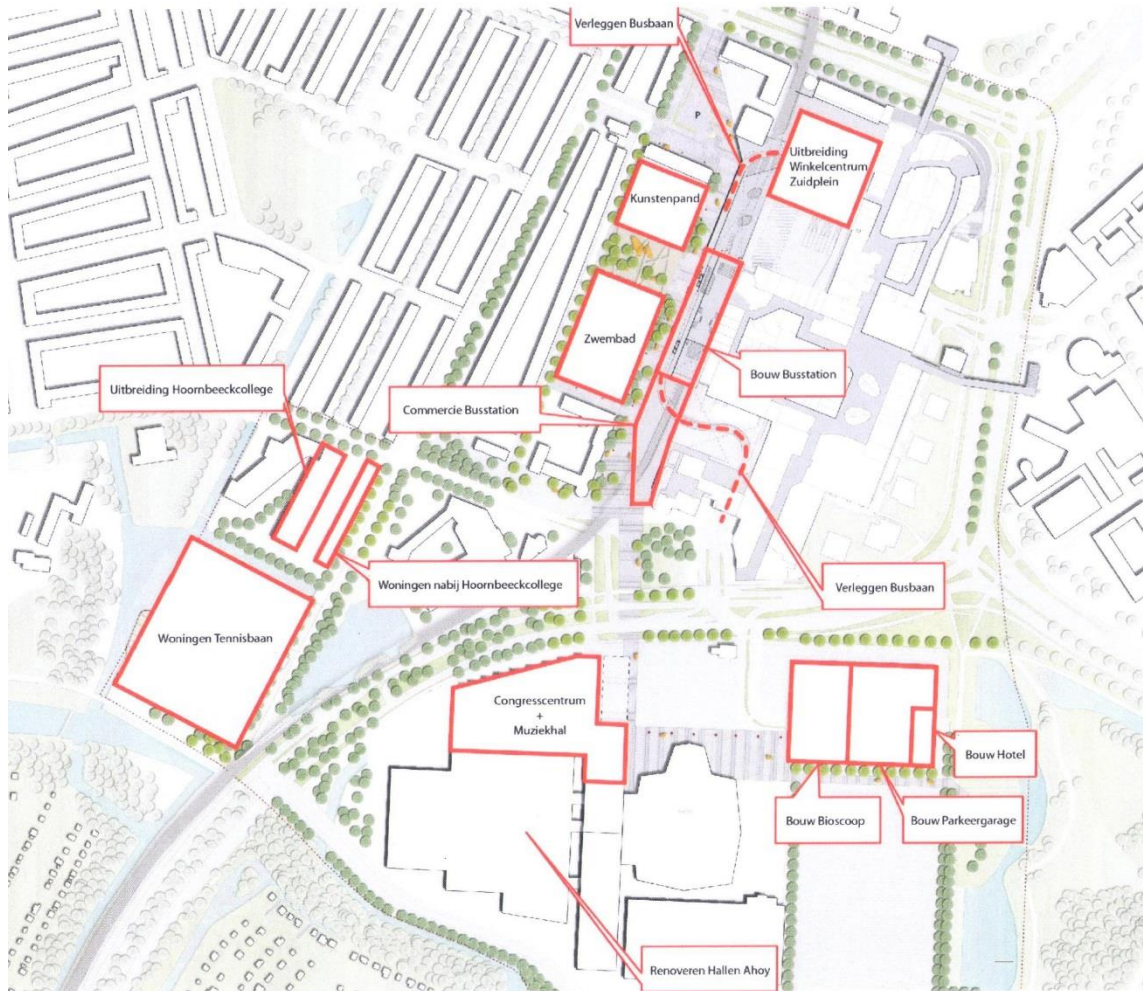 Verleggen Busbaan
P
Uitbreiding
Winkelcentrum
Zuidplein
Kunstenpand
Zwembad
Bouw Busstation
Uitbreiding Hoornbeeckcollege
Commercie Busstation
Woningen nabij Hoornbeeckcollege
Verleggen Busbaan
Woningen Tennisbaan
Congresscentrum
+
Muziekhal
Bouw Hotel
Bouw Bioscoop
Bouw Parkeergarage
Renoveren Hallen Ahoy